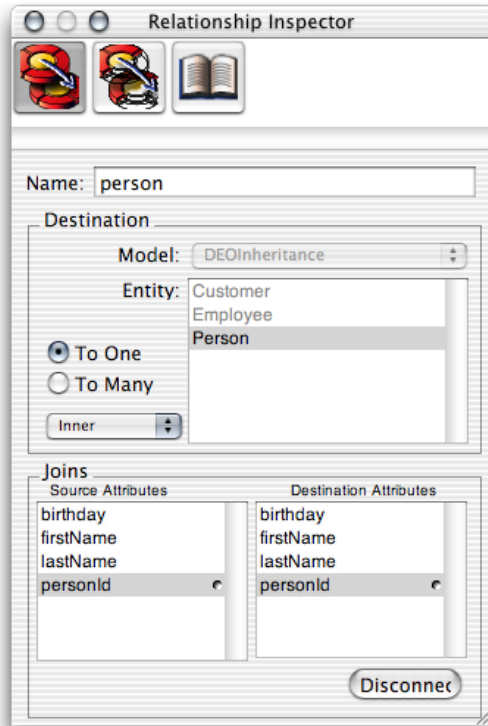 Relationship Inspector
Name: person
Destination
Model: DEOInheritance
Entity: Customer
Employee
Person
To One
To Many
Inner
Joins
Source Attributes Destination Attributes
birthday birthday
firstName firstName
lastName lastName
personId personId
Disconnec